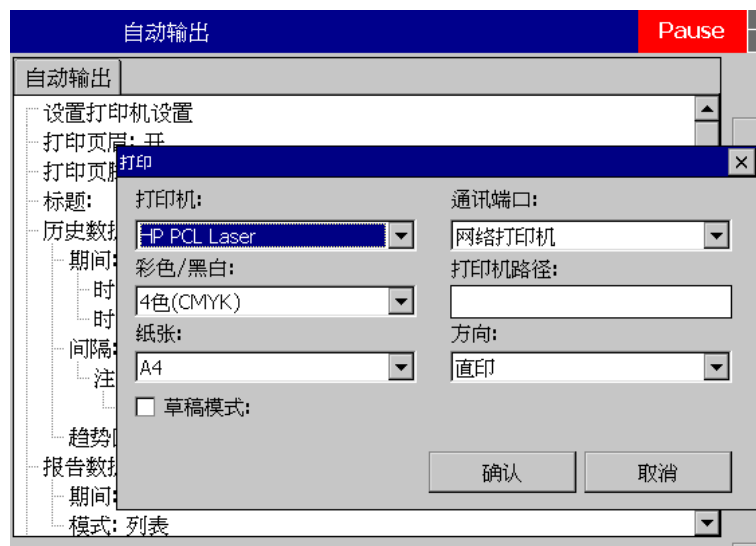 自动输出
Pause
自动输出
设置打印机设置
打印页眉: 开
打印页脚
标题:
历史数据
期间:
时
时
间隔:
注
趋势
报告数据
期间:
模式: 列表
打印
打印机:
HP PCL Laser
通讯端口:
网络打印机
彩色/黑白:
4色(CMYK)
打印机路径:
纸张:
A4
方向:
直印
草稿模式:
确认
取消